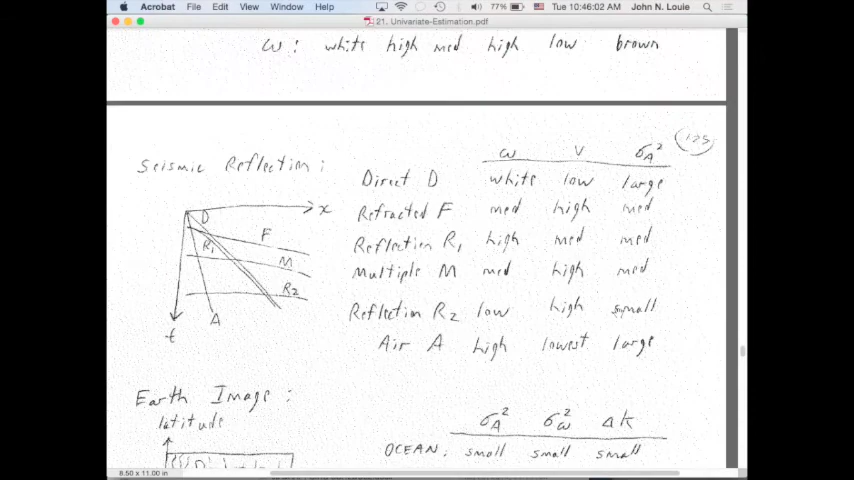 Acrobat File Edit View Window Help 77% Tue 10:46:02 AM John N. Louie
21. Univariate-Estimation.pdf
ω: white high med high low brown
125
Seismic Reflection:
ω V σA²
Direct D white low large
Refracted F med high med
Reflection R1 high med med
Multiple M med high med
Reflection R2 low high small
Air A high lowest large
x
D
F
R1
M
R2
A
t
Earth Image:
latitude
σA² σω² Δk
OCEAN: small small small
8.50 x 11.00 in